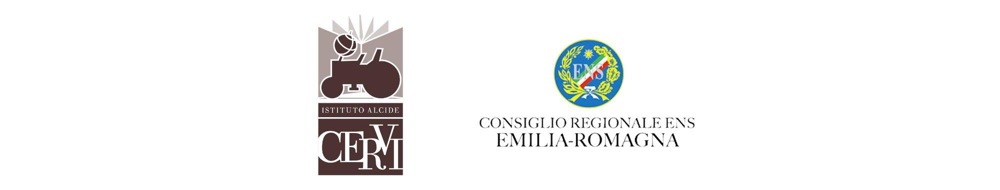 ISTITUTO ALCIDE
CERVI
ENS
CONSIGLIO REGIONALE ENS
EMILIA-ROMAGNA